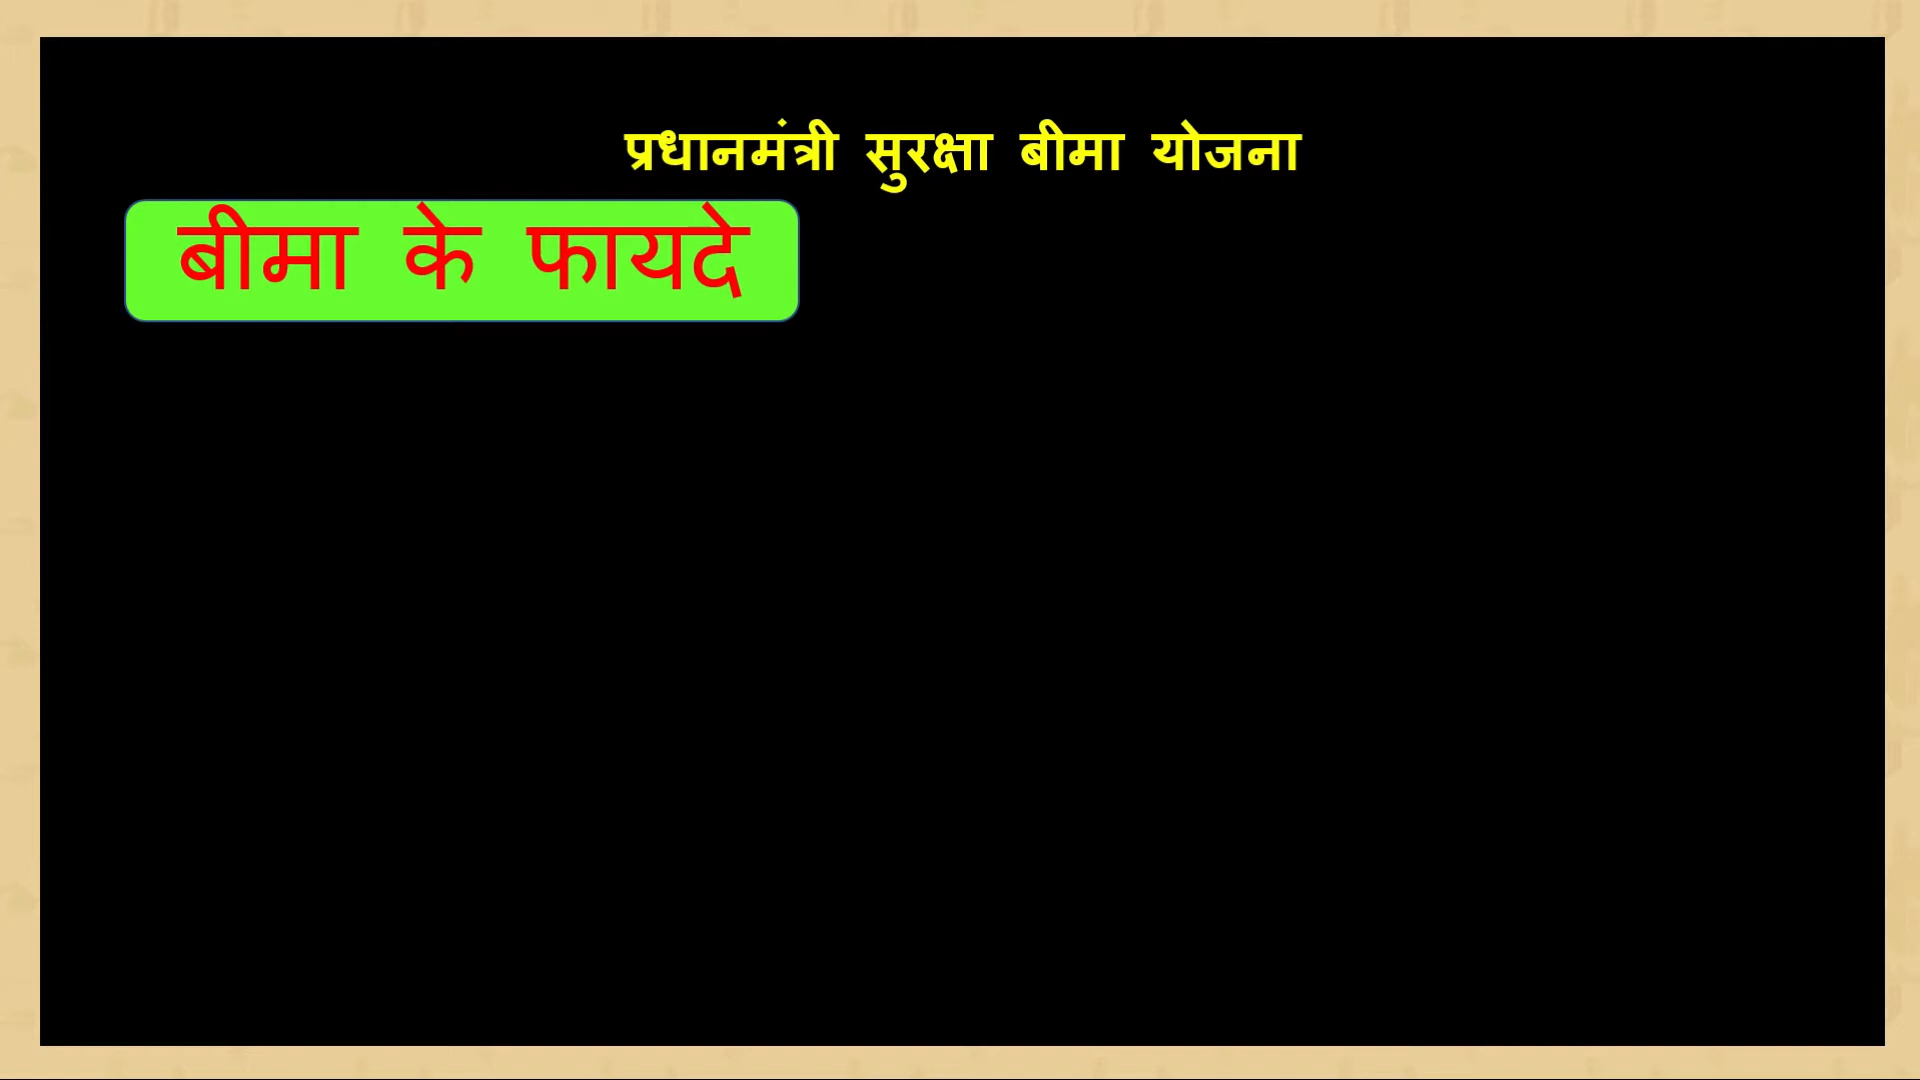 प्रधानमंत्री सुरक्षा बीमा योजना
बीमा के फायदे